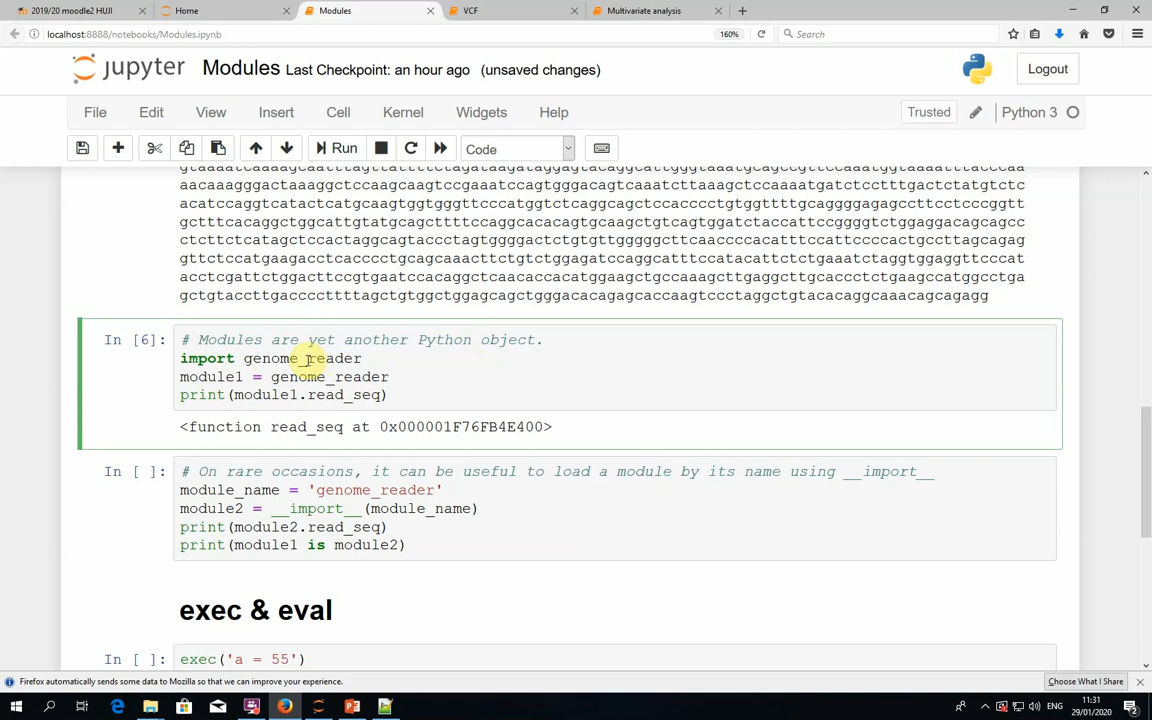 2019/20 moodle2 HUJI
Home
Modules
VCF
Multivariate analysis
localhost:8888/notebooks/Modules.ipynb
160%
Search
jupyter Modules Last Checkpoint: an hour ago (unsaved changes)
Logout
File Edit View Insert Cell Kernel Widgets Help
Trusted
Python 3
Run
Code
aacaaagggactaaaggctccaagcaagtccgaaatccagtgggacagtcaaatcttaaagctccaaaatgatctcctttgactctatgtctc
acatccaggtcatactcatgcaagtggtgggttcccatggtctcaggcagctccacccctgtggttttgcaggggagagcttcctcccggtt
gctttcacaggctggcattgtatgcagcttttccaggcacacagtgcaagctgtcagtggatctaccattccggggtctggaggacagcagcc
ctcttctcatagctccactaggcagtaccctagtggggactctgtgttggggcttcaaccccacatttccattccccactgccttagcagag
gttctccatgaagacctcacccctgcagcaaacttctgtctggagatccaggcatttccatacattctctgaaatctaggtggaggttcccat
acctcgattctggacttccgtgaatccacaggctcaacaccacatggaagctgccaaagcttgaggcttgcaccctctgaagccatggcctga
gctgtaccttgacccccttttagctgtggctggagcagctgggacacagagcaccaagtccctaggctgtacacaggcaaacagcagagg
In [6]:
# Modules are yet another Python object.
import genome_reader
module1 = genome_reader
print(module1.read_seq)
<function read_seq at 0x000001F76FB4E400>
In [ ]:
# On rare occasions, it can be useful to load a module by its name using __import__
module_name = 'genome_reader'
module2 = __import__(module_name)
print(module2.read_seq)
print(module1 is module2)
exec & eval
In [ ]:
exec('a = 55')
Firefox automatically sends some data to Mozilla so that we can improve your experience.
Choose What I Share
ENG
11:31
29/01/2020
2